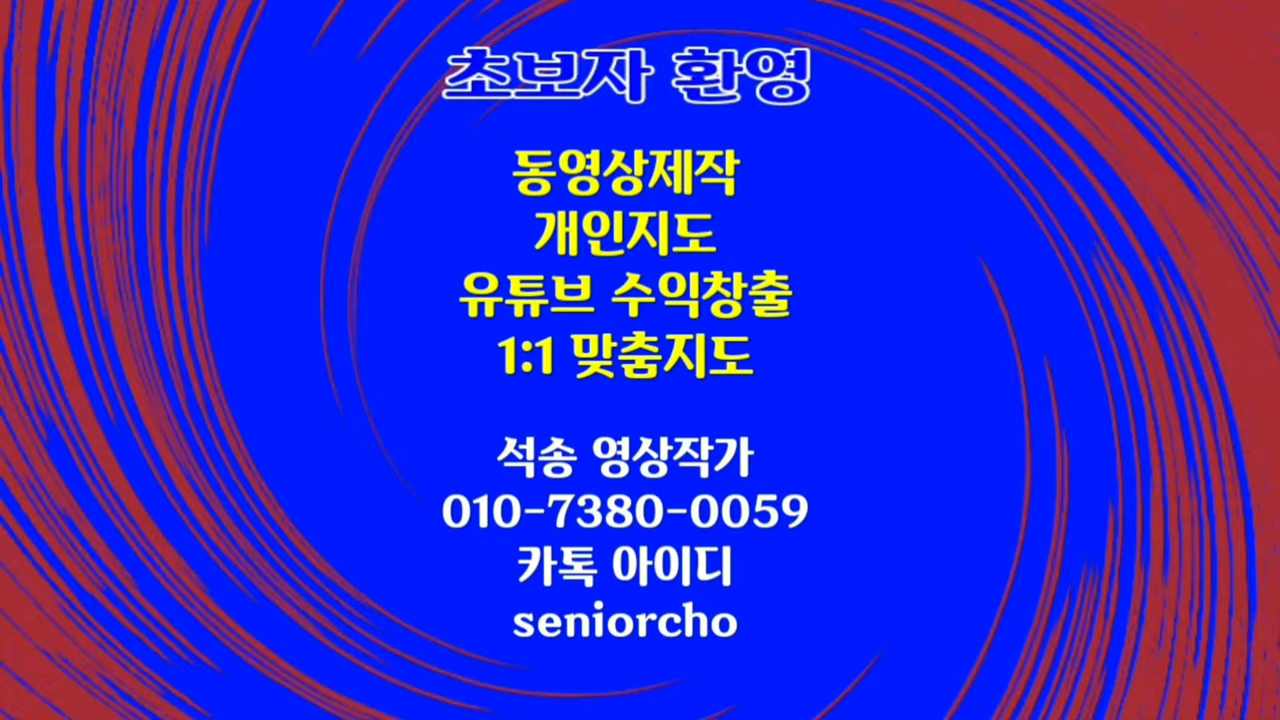 초보자 환영
동영상제작
개인지도
유튜브 수익창출
1:1 맞춤지도
석송 영상작가
010-7380-0059
카톡 아이디
seniorcho